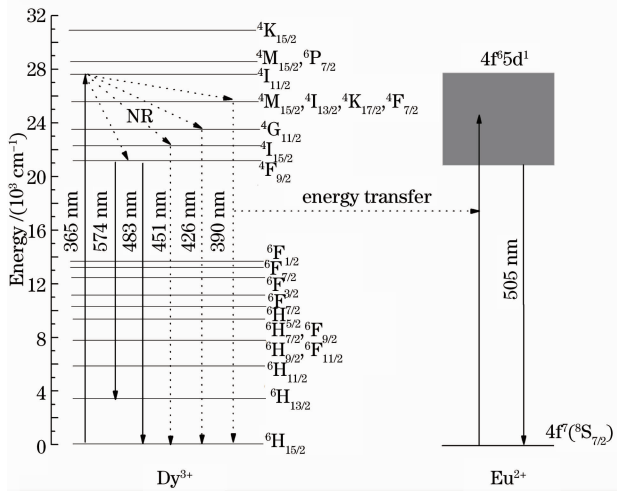 32
28
24
20
16
12
8
4
0
Energy /(10³ cm⁻¹)
⁴K₁₅/₂
⁴M₁₅/₂,⁶P₇/₂
⁴I₁₁/₂
⁴M₁₅/₂,⁴I₁₃/₂,⁴K₁₇/₂,⁴F₇/₂
⁴G₁₁/₂
⁴I₁₅/₂
⁴F₉/₂
NR
365 nm
574 nm
483 nm
451 nm
426 nm
390 nm
energy transfer
⁶F₁/₂
⁶F₇/₂
⁶F₃/₂
⁶F₇/₂
⁶H₅/₂
⁶H₇/₂,⁶F₉/₂
⁶H₉/₂,⁶F₁₁/₂
⁶H₁₁/₂
⁶H₁₃/₂
⁶H₁₅/₂
Dy³⁺
4f⁶5d¹
505 nm
4f⁷(⁸S₇/₂)
Eu²⁺